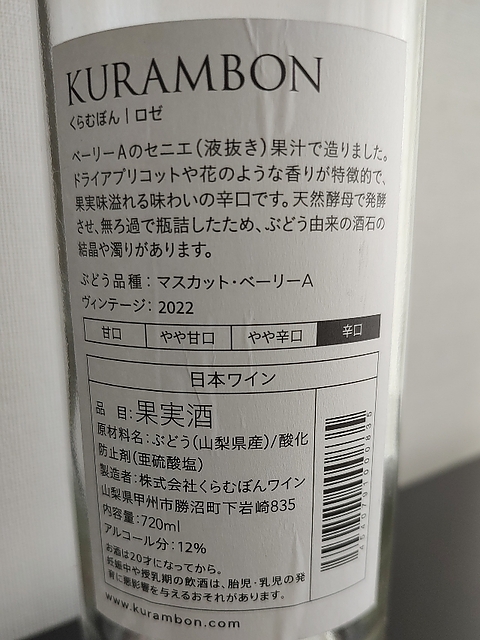 KURAMBON
くらむぼん | ロゼ
ベーリーAのセニエ(液抜き)果汁で造りました。
ドライアプリコットや花のような香りが特徴的で、
果実味溢れる味わいの辛口です。天然酵母で発酵
させ、無ろ過で瓶詰したため、ぶどう由来の酒石の
結晶や濁りがあります。
ぶどう品種：マスカット・ベーリーA
ヴィンテージ：2022
甘口 やや甘口 やや辛口 辛口
日本ワイン
品 目:果実酒
原材料名:ぶどう(山梨県産)/酸化
防止剤(亜硫酸塩)
製造者:株式会社くらむぼんワイン
山梨県甲州市勝沼町下岩崎835
内容量:720ml
アルコール分:12%
お酒は20才になってから。
妊娠中や授乳期の飲酒は、胎児・乳児の発
育に悪影響を与えるおそれがあります。
www.kurambon.com